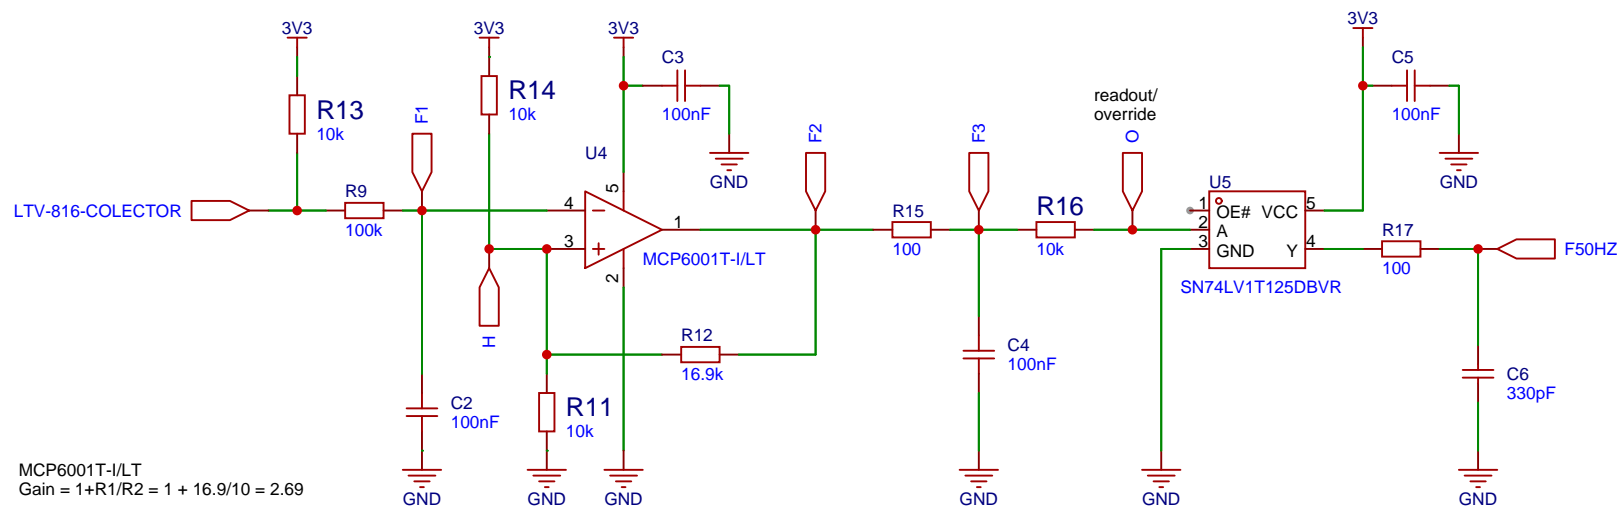 3V3
R13
10k
LTV-816-COLECTOR
R9
100k
F1
C2
100nF
GND
3V3
R14
10k
H
3V3
C3
100nF
GND
U4
5
4
3
1
2
MCP6001T-I/LT
R12
16.9k
R11
10k
GND
GND
F2
R15
100
F3
C4
100nF
GND
R16
10k
readout/
override
O
3V3
C5
100nF
GND
U5
1
2
3
OE#
A
GND
VCC
Y
5
4
SN74LV1T125DBVR
GND
R17
100
F50HZ
C6
330pF
GND
MCP6001T-I/LT
Gain = 1+R1/R2 = 1 + 16.9/10 = 2.69